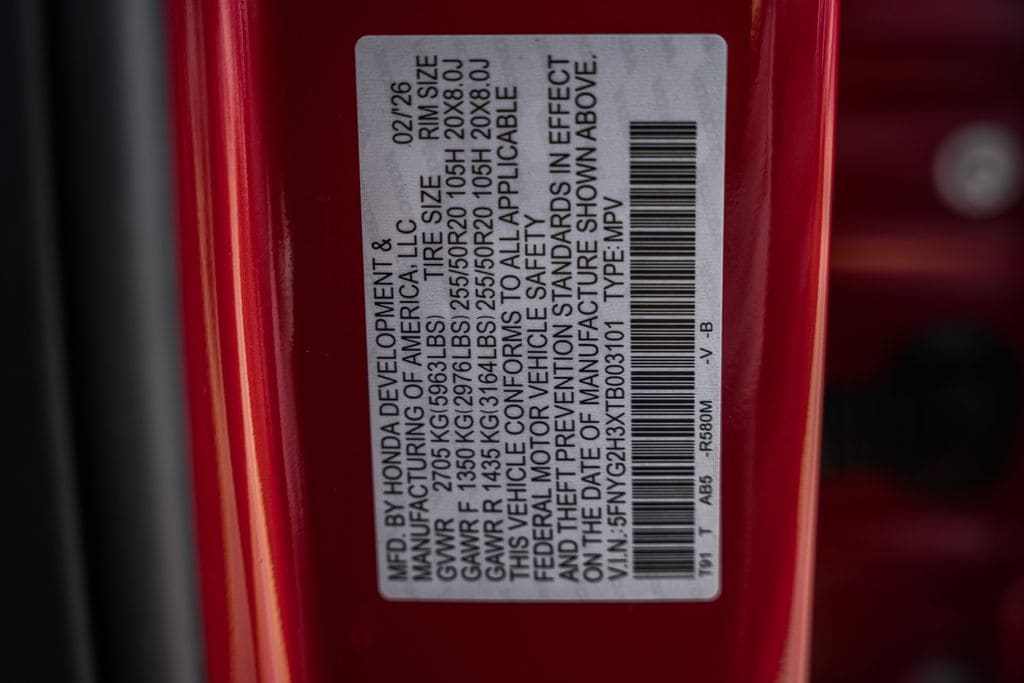 MFD. BY HONDA DEVELOPMENT &
MANUFACTURING OF AMERICA, LLC 02/'26
GVWR 2705 KG(5963LBS) TIRE SIZE RIM SIZE
GAWR F 1350 KG(2976LBS) 255/50R20 105H 20X8.0J
GAWR R 1435 KG(3164LBS) 255/50R20 105H 20X8.0J
THIS VEHICLE CONFORMS TO ALL APPLICABLE
FEDERAL MOTOR VEHICLE SAFETY
AND THEFT PREVENTION STANDARDS IN EFFECT
ON THE DATE OF MANUFACTURE SHOWN ABOVE.
V.I.N.:5FNYG2H3XTB003101 TYPE: MPV
T91 T AB5 -R580M -V -B